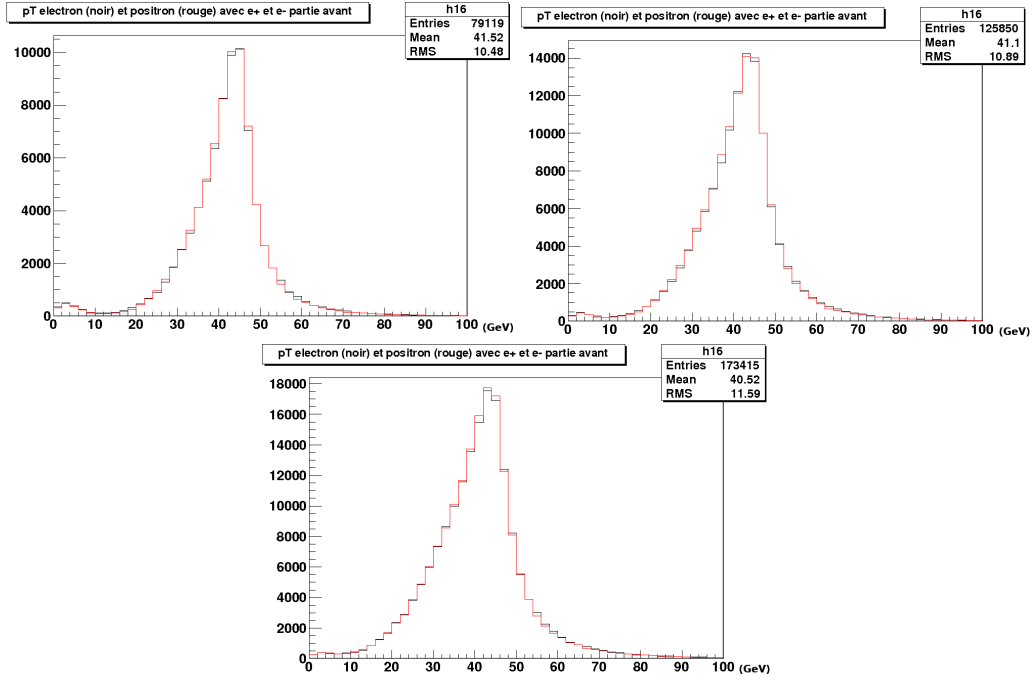 pT electron (noir) et positron (rouge) avec e+ et e- partie avant
h16
Entries 79119
Mean 41.52
RMS 10.48
10000
8000
6000
4000
2000
0
0 10 20 30 40 50 60 70 80 90 100 (GeV)
pT electron (noir) et positron (rouge) avec e+ et e- partie avant
h16
Entries 125850
Mean 41.1
RMS 10.89
14000
12000
10000
8000
6000
4000
2000
0
0 10 20 30 40 50 60 70 80 90 100 (GeV)
pT electron (noir) et positron (rouge) avec e+ et e- partie avant
h16
Entries 173415
Mean 40.52
RMS 11.59
18000
16000
14000
12000
10000
8000
6000
4000
2000
0
0 10 20 30 40 50 60 70 80 90 100 (GeV)